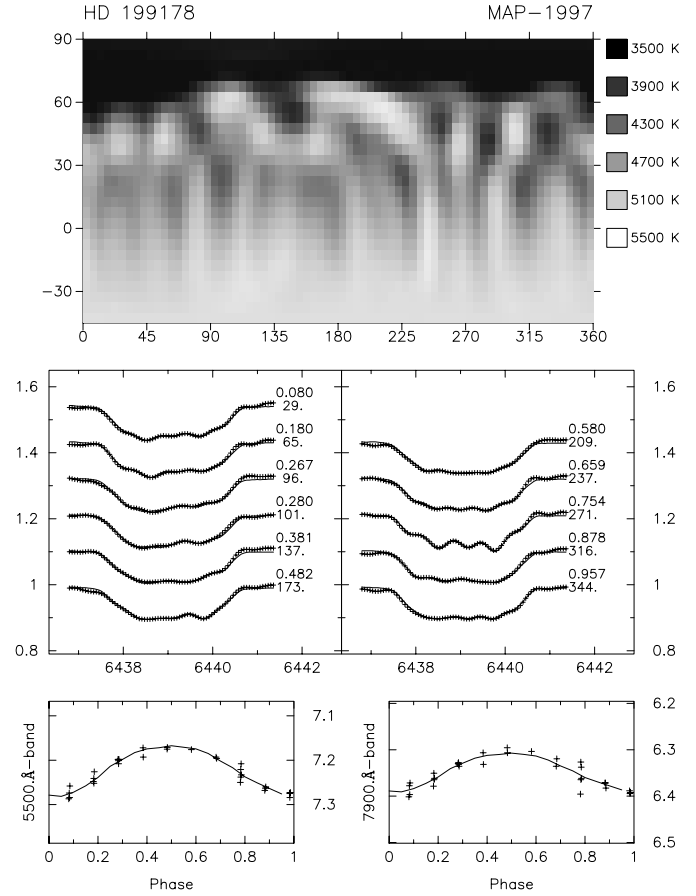 HD 199178 MAP-1997
90
60
30
0
-30
0 45 90 135 180 225 270 315 360
3500 K
3900 K
4300 K
4700 K
5100 K
5500 K
1.6
1.4
1.2
1
0.8
0.080
29.
0.180
65.
0.267
96.
0.280
101.
0.381
137.
0.482
173.
6438 6440 6442
0.580
209.
0.659
237.
0.754
271.
0.878
316.
0.957
344.
6438 6440 6442
1.6
1.4
1.2
1
0.8
5500.Å-band
7.1
7.2
7.3
0 0.2 0.4 0.6 0.8 1
Phase
7900.Å-band
6.2
6.3
6.4
6.5
0 0.2 0.4 0.6 0.8 1
Phase